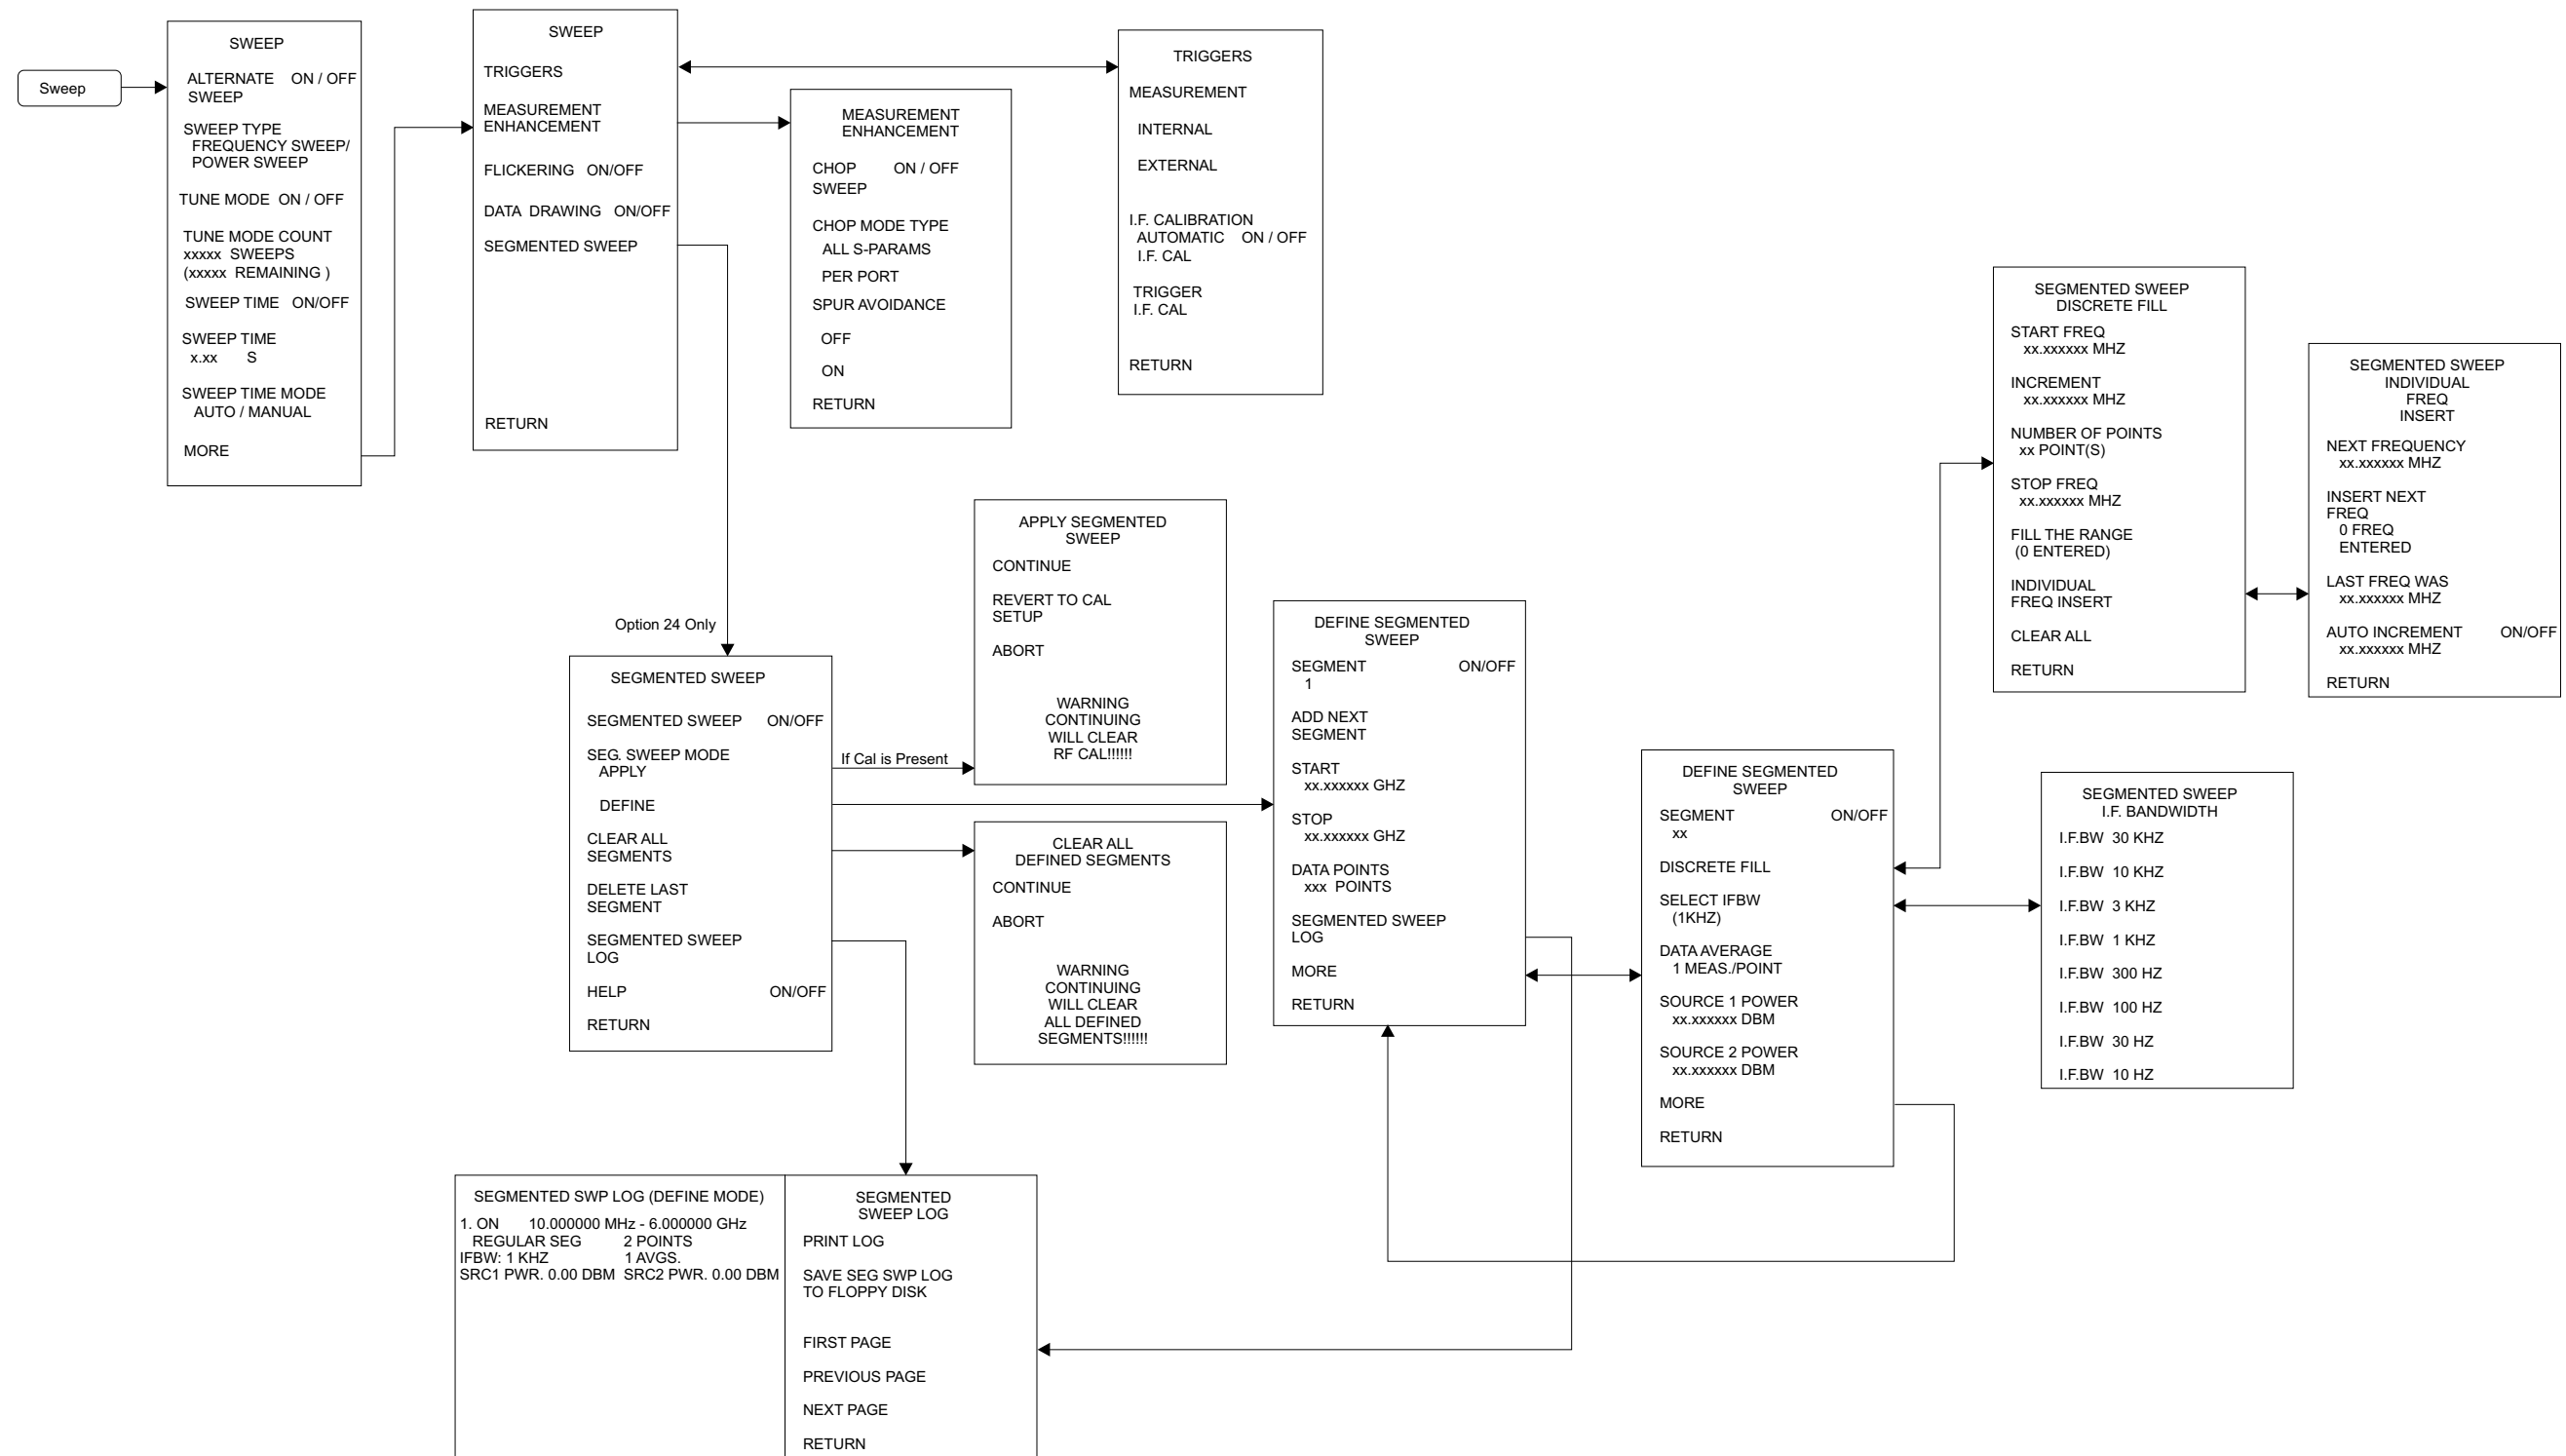 Sweep
SWEEP
ALTERNATE ON / OFF
SWEEP
SWEEP TYPE
FREQUENCY SWEEP/
POWER SWEEP
TUNE MODE ON / OFF
TUNE MODE COUNT
xxxxx SWEEPS
(xxxxx REMAINING )
SWEEP TIME ON/OFF
SWEEP TIME
x.xx S
SWEEP TIME MODE
AUTO / MANUAL
MORE
SWEEP
TRIGGERS
MEASUREMENT
ENHANCEMENT
FLICKERING ON/OFF
DATA DRAWING ON/OFF
SEGMENTED SWEEP
RETURN
MEASUREMENT
ENHANCEMENT
CHOP ON / OFF
SWEEP
CHOP MODE TYPE
ALL S-PARAMS
PER PORT
SPUR AVOIDANCE
OFF
ON
RETURN
TRIGGERS
MEASUREMENT
INTERNAL
EXTERNAL
I.F. CALIBRATION
AUTOMATIC ON / OFF
I.F. CAL
TRIGGER
I.F. CAL
RETURN
Option 24 Only
SEGMENTED SWEEP
SEGMENTED SWEEP ON/OFF
SEG. SWEEP MODE
APPLY
DEFINE
CLEAR ALL
SEGMENTS
DELETE LAST
SEGMENT
SEGMENTED SWEEP
LOG
HELP ON/OFF
RETURN
If Cal is Present
APPLY SEGMENTED
SWEEP
CONTINUE
REVERT TO CAL
SETUP
ABORT
WARNING
CONTINUING
WILL CLEAR
RF CAL!!!!!!
CLEAR ALL
DEFINED SEGMENTS
CONTINUE
ABORT
WARNING
CONTINUING
WILL CLEAR
ALL DEFINED
SEGMENTS!!!!!!
DEFINE SEGMENTED
SWEEP
SEGMENT ON/OFF
1
ADD NEXT
SEGMENT
START
xx.xxxxxx GHZ
STOP
xx.xxxxxx GHZ
DATA POINTS
xxx POINTS
SEGMENTED SWEEP
LOG
MORE
RETURN
DEFINE SEGMENTED
SWEEP
SEGMENT ON/OFF
xx
DISCRETE FILL
SELECT IFBW
(1KHZ)
DATA AVERAGE
1 MEAS./POINT
SOURCE 1 POWER
xx.xxxxxx DBM
SOURCE 2 POWER
xx.xxxxxx DBM
MORE
RETURN
SEGMENTED SWEEP
DISCRETE FILL
START FREQ
xx.xxxxxx MHZ
INCREMENT
xx.xxxxxx MHZ
NUMBER OF POINTS
xx POINT(S)
STOP FREQ
xx.xxxxxx MHZ
FILL THE RANGE
(0 ENTERED)
INDIVIDUAL
FREQ INSERT
CLEAR ALL
RETURN
SEGMENTED SWEEP
INDIVIDUAL
FREQ
INSERT
NEXT FREQUENCY
xx.xxxxxx MHZ
INSERT NEXT
FREQ
0 FREQ
ENTERED
LAST FREQ WAS
xx.xxxxxx MHZ
AUTO INCREMENT ON/OFF
xx.xxxxxx MHZ
RETURN
SEGMENTED SWEEP
I.F. BANDWIDTH
I.F.BW 30 KHZ
I.F.BW 10 KHZ
I.F.BW 3 KHZ
I.F.BW 1 KHZ
I.F.BW 300 HZ
I.F.BW 100 HZ
I.F.BW 30 HZ
I.F.BW 10 HZ
SEGMENTED SWP LOG (DEFINE MODE)
1. ON 10.000000 MHz - 6.000000 GHz
REGULAR SEG 2 POINTS
IFBW: 1 KHZ 1 AVGS.
SRC1 PWR. 0.00 DBM SRC2 PWR. 0.00 DBM
SEGMENTED
SWEEP LOG
PRINT LOG
SAVE SEG SWP LOG
TO FLOPPY DISK
FIRST PAGE
PREVIOUS PAGE
NEXT PAGE
RETURN